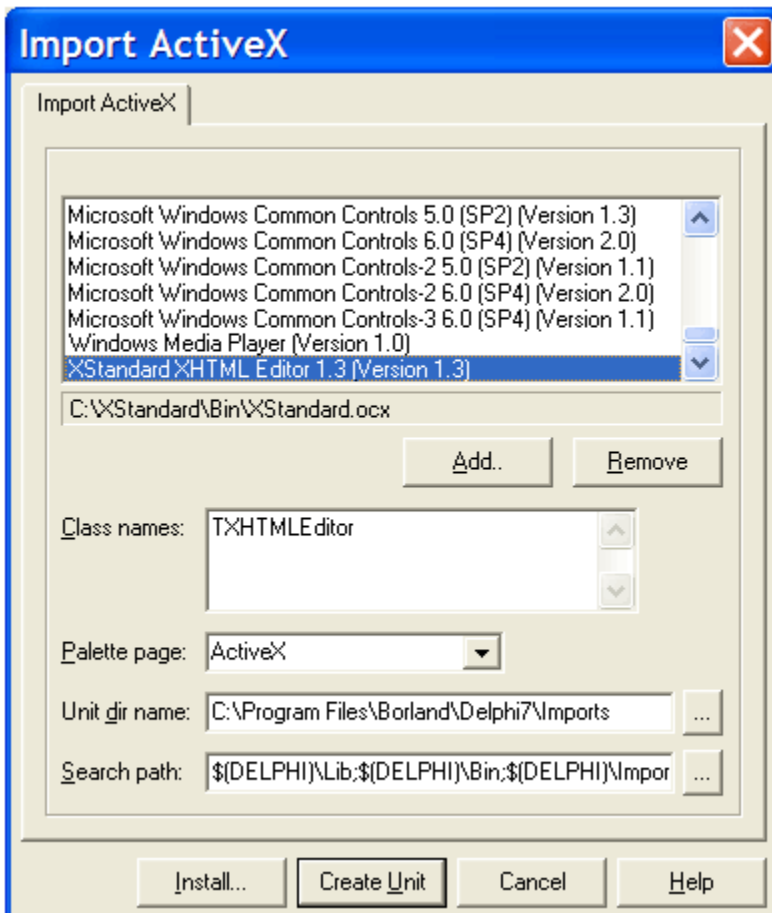 Import ActiveX
Import ActiveX
Microsoft Windows Common Controls 5.0 (SP2) (Version 1.3)
Microsoft Windows Common Controls 6.0 (SP4) (Version 2.0)
Microsoft Windows Common Controls-2 5.0 (SP2) (Version 1.1)
Microsoft Windows Common Controls-2 6.0 (SP4) (Version 2.0)
Microsoft Windows Common Controls-3 6.0 (SP4) (Version 1.1)
Windows Media Player (Version 1.0)
XStandard XHTML Editor 1.3 (Version 1.3)
C:\XStandard\Bin\XStandard.ocx
Add..
Remove
Class names: TXHTMLEditor
Palette page: ActiveX
Unit dir name: C:\Program Files\Borland\Delphi7\Imports ...
Search path: $(DELPHI)\Lib;$(DELPHI)\Bin;$(DELPHI)\Impor ...
Install... Create Unit Cancel Help